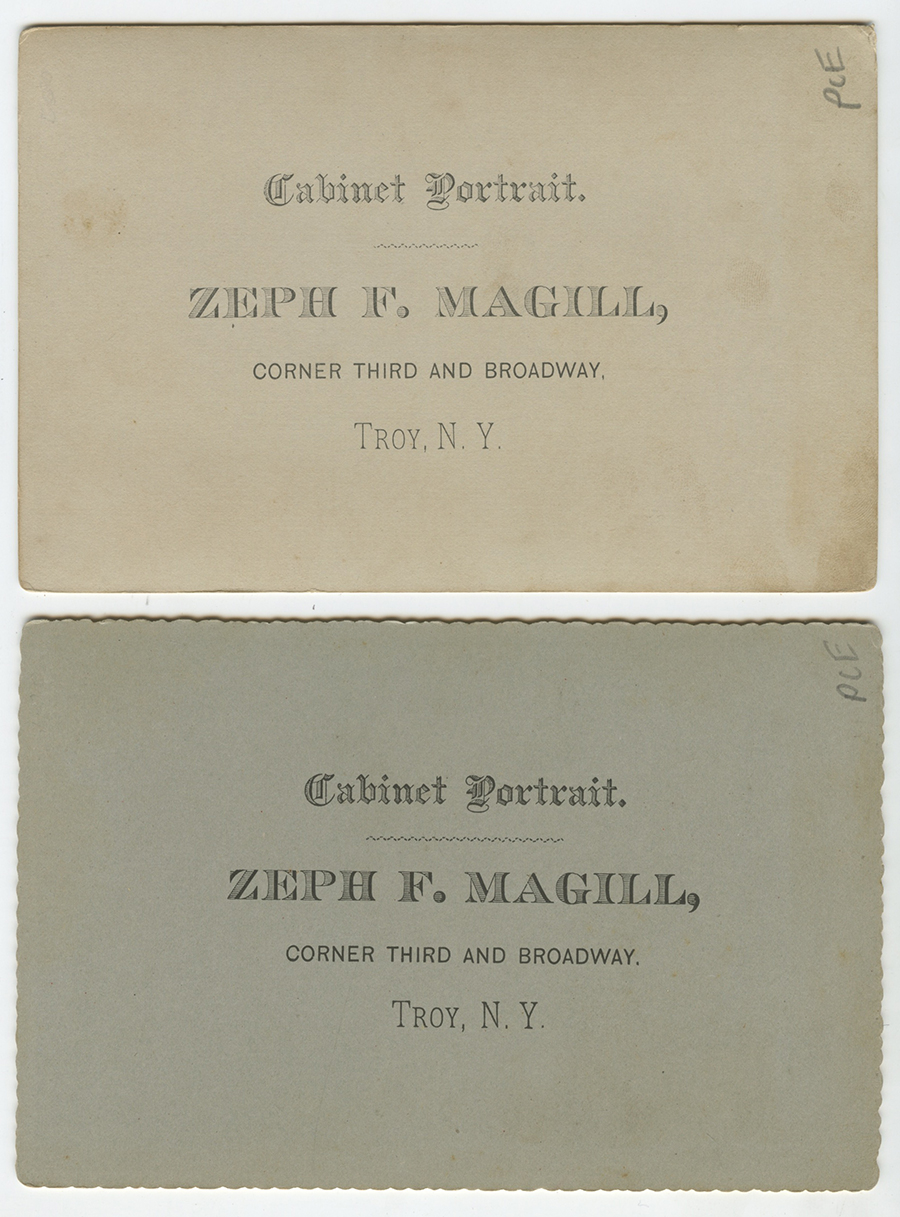 PCE
Cabinet Portrait.
ZEPH F. MAGILL,
CORNER THIRD AND BROADWAY,
TROY, N. Y.
PCE
Cabinet Portrait.
ZEPH F. MAGILL,
CORNER THIRD AND BROADWAY.
TROY, N. Y.